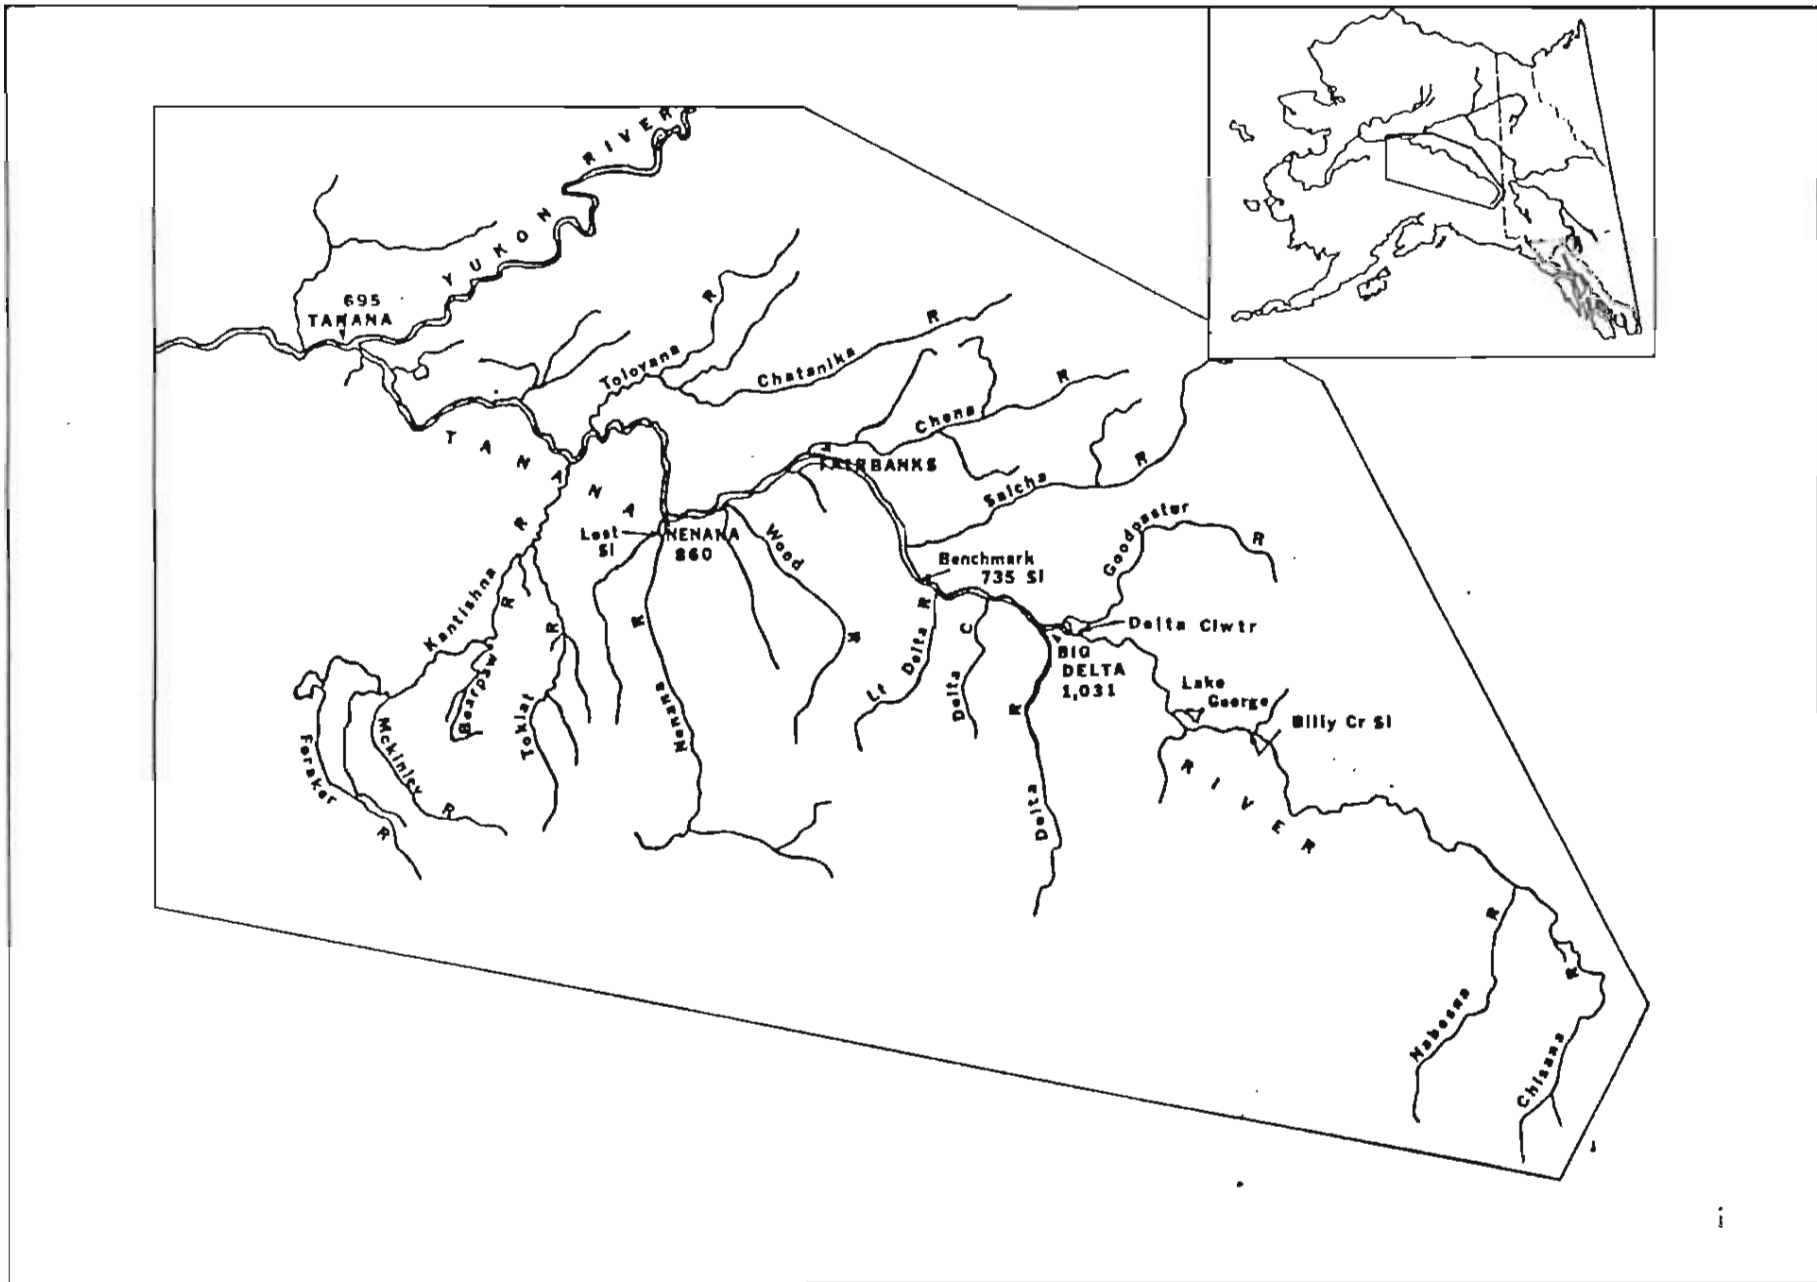 YUKON RIVER
695
TANANA
TANANA
RIVER
Tolovana R
Chatanika R
Chena R
FAIRBANKS
Salcha R
Goodpaster R
Lost
Sl
NENANA
860
Wood R
Benchmark
735 Sl
Delta Clwtr
BIG
DELTA
1,031
Lake
George
Billy Cr Sl
Kantishna R
Bearpaw R
Toklat R
Foraker R
McKinley R
Nenana R
Lt Delta R
Delta C
Delta R
Nabesna R
Chisana R
i